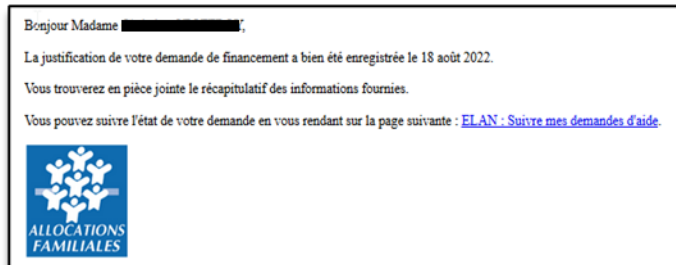 Bonjour Madame
La justification de votre demande de financement a bien été enregistrée le 18 août 2022.
Vous trouverez en pièce jointe le récapitulatif des informations fournies.
Vous pouvez suivre l'état de votre demande en vous rendant sur la page suivante : ELAN : Suivre mes demandes d'aide.
ALLOCATIONS
FAMILIALES